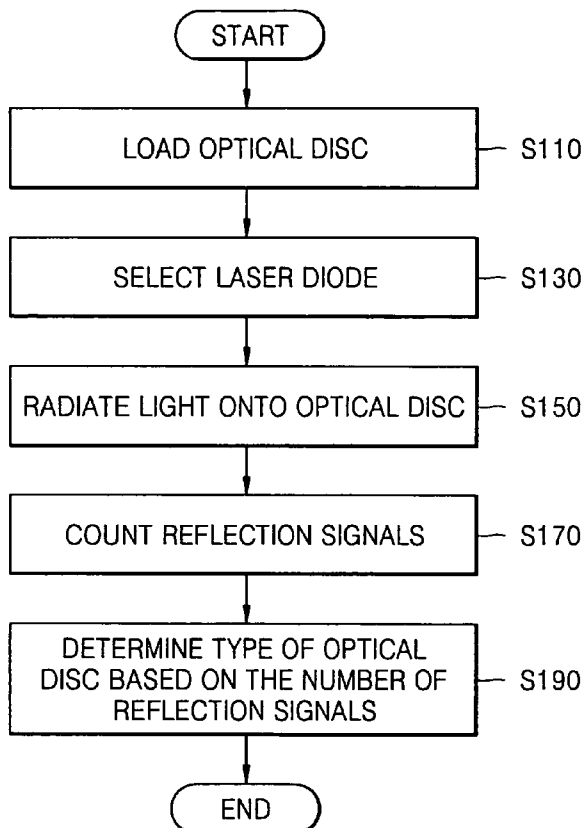 START
LOAD OPTICAL DISC
S110
SELECT LASER DIODE
S130
RADIATE LIGHT ONTO OPTICAL DISC
S150
COUNT REFLECTION SIGNALS
S170
DETERMINE TYPE OF OPTICAL
DISC BASED ON THE NUMBER OF
REFLECTION SIGNALS
S190
END